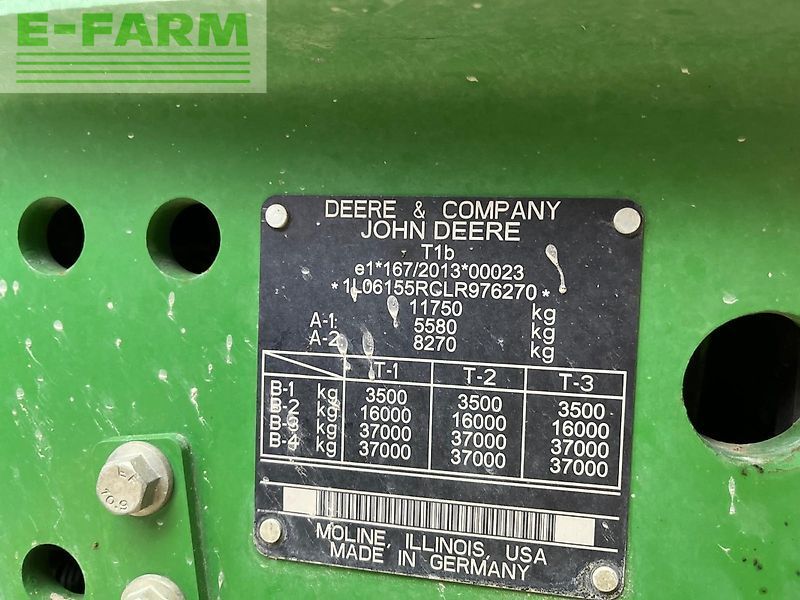 E-FARM
DEERE & COMPANY
JOHN DEERE
T1b
e1*167/2013*00023
*1L06155RCLR976270*
11750 kg
A-1: 5580 kg
A-2: 8270 kg
T-1 T-2 T-3
B-1 kg 3500 3500 3500
B-2 kg 16000 16000 16000
B-3 kg 37000 37000 37000
B-4 kg 37000 37000 37000
MOLINE, ILLINOIS, USA
MADE IN GERMANY
10.9